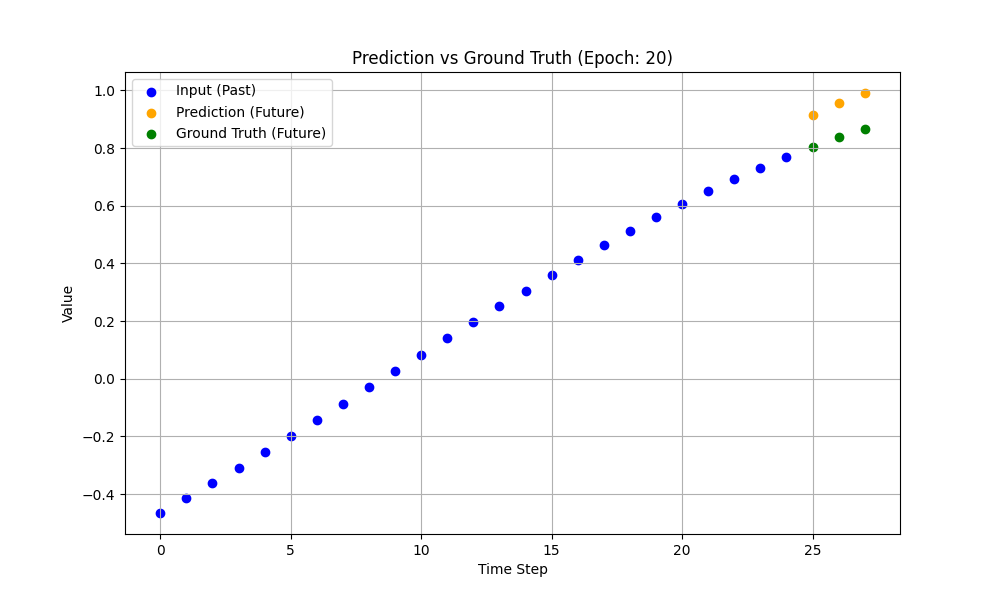 Prediction vs Ground Truth (Epoch: 20)
Input (Past)
Prediction (Future)
Ground Truth (Future)
1.0
0.8
0.6
0.4
0.2
0.0
−0.2
−0.4
Value
0 5 10 15 20 25
Time Step